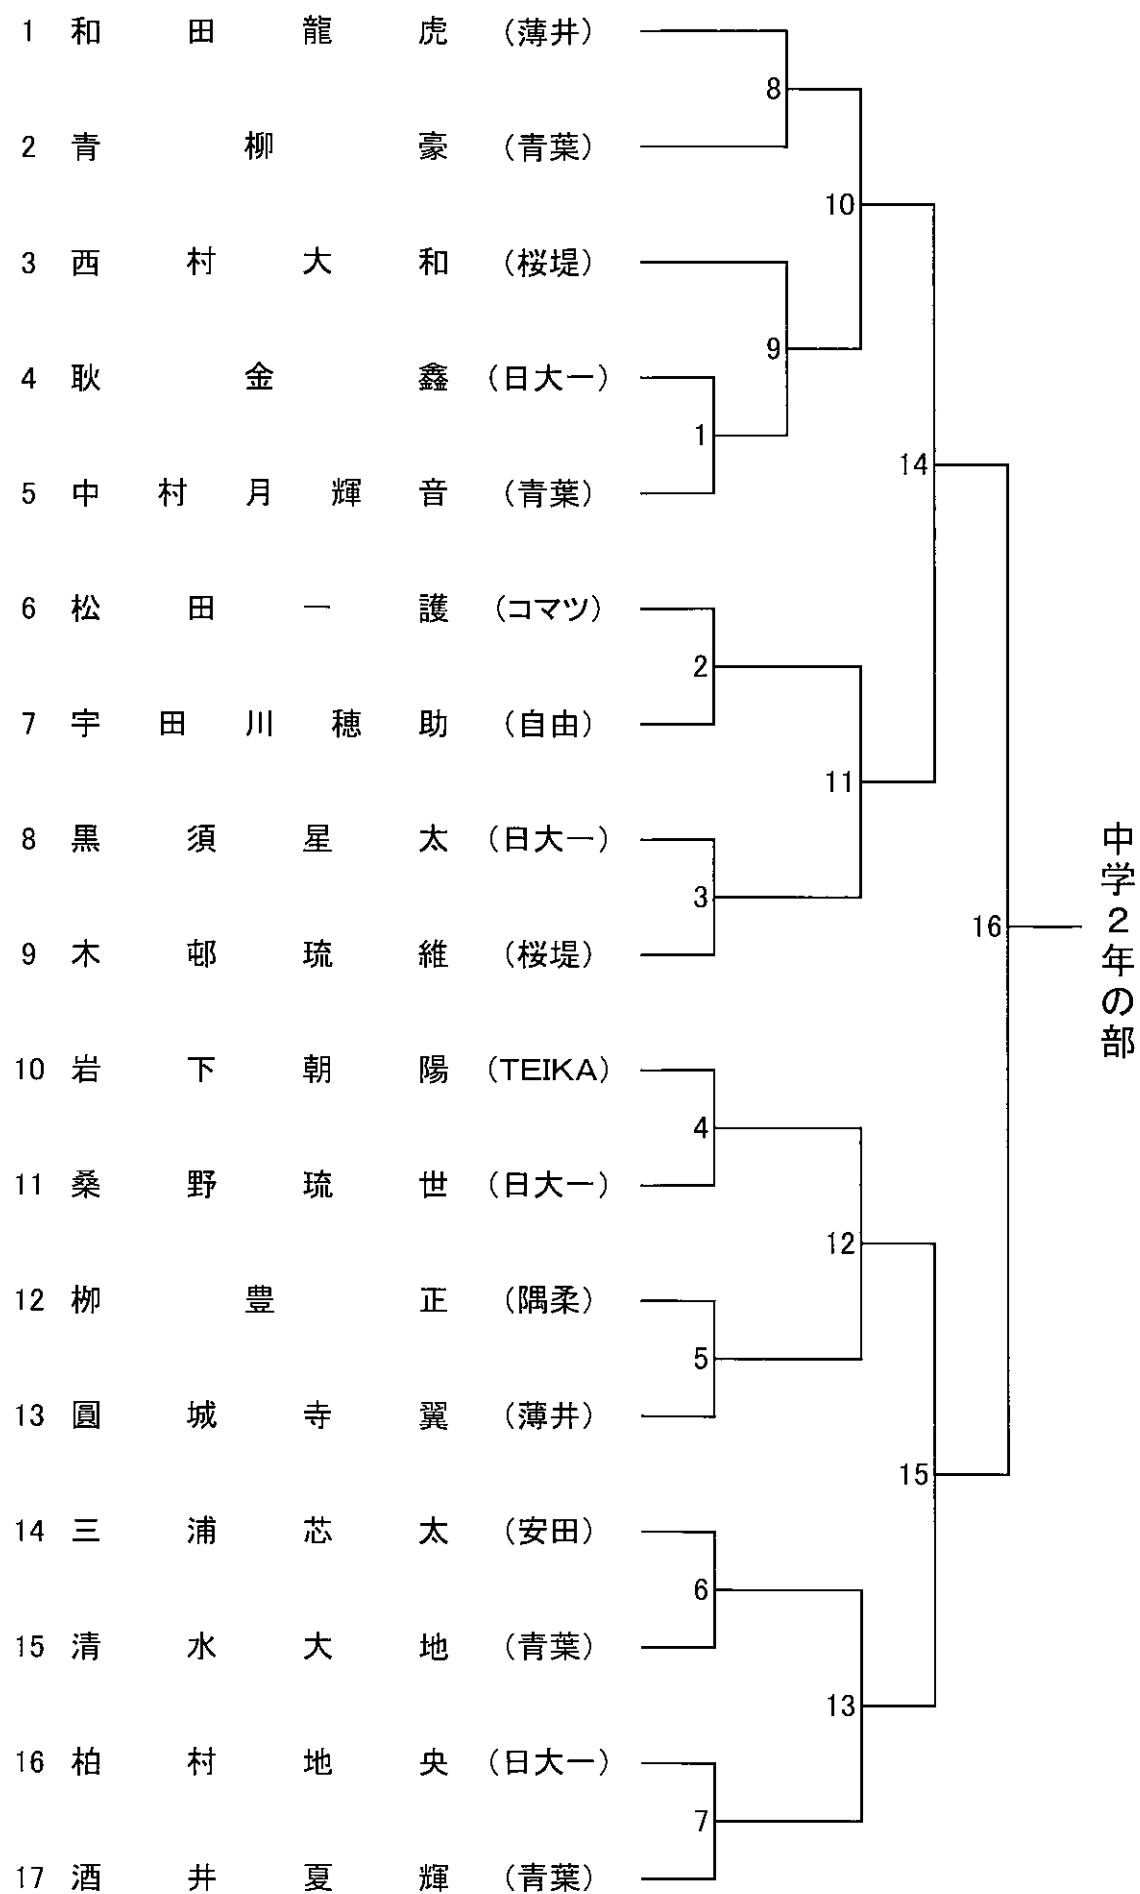 1 和田龍虎 (薄井)
8
2 青柳豪 (青葉)
10
3 西村大和 (桜堤)
9
4 耿金鑫 (日大一)
1
14
5 中村月輝音 (青葉)
6 松田一護 (コマツ)
2
7 宇田川穂助 (自由)
11
8 黒須星太 (日大一)
3
16
中学2年の部
9 木邨琉維 (桜堤)
10 岩下朝陽 (TEIKA)
4
11 桑野琉世 (日大一)
12
12 栁豊正 (隅柔)
5
13 圓城寺翼 (薄井)
15
14 三浦芯太 (安田)
6
15 清水大地 (青葉)
13
16 柏村地央 (日大一)
7
17 酒井夏輝 (青葉)